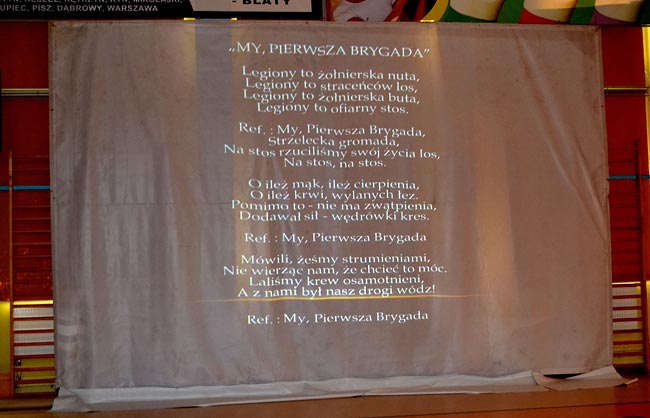 RESZEL, KĘTRZYN, RYN, MIKOŁAJKI,
PISZ, DĄBROWY, WARSZAWA
- BLATY
„MY, PIERWSZA BRYGADA”
Legiony to żołnierska nuta,
Legiony to straceńców los,
Legiony to żołnierska buta,
Legiony to ofiarny stos.
Ref. : My, Pierwsza Brygada,
Strzelecka gromada,
Na stos rzuciliśmy swój życia los,
Na stos, na stos.
O ileż mąk, ileż cierpienia,
O ileż krwi, wylanych łez.
Pomimo to - nie ma zwątpienia,
Dodawał sił - wędrówki kres.
Ref. : My, Pierwsza Brygada
Mówili, żeśmy strumieniami,
Nie wierząc nam, że chcieć to móc.
Laliśmy krew osamotnieni,
A z nami był nasz drogi wódz!
Ref. : My, Pierwsza Brygada